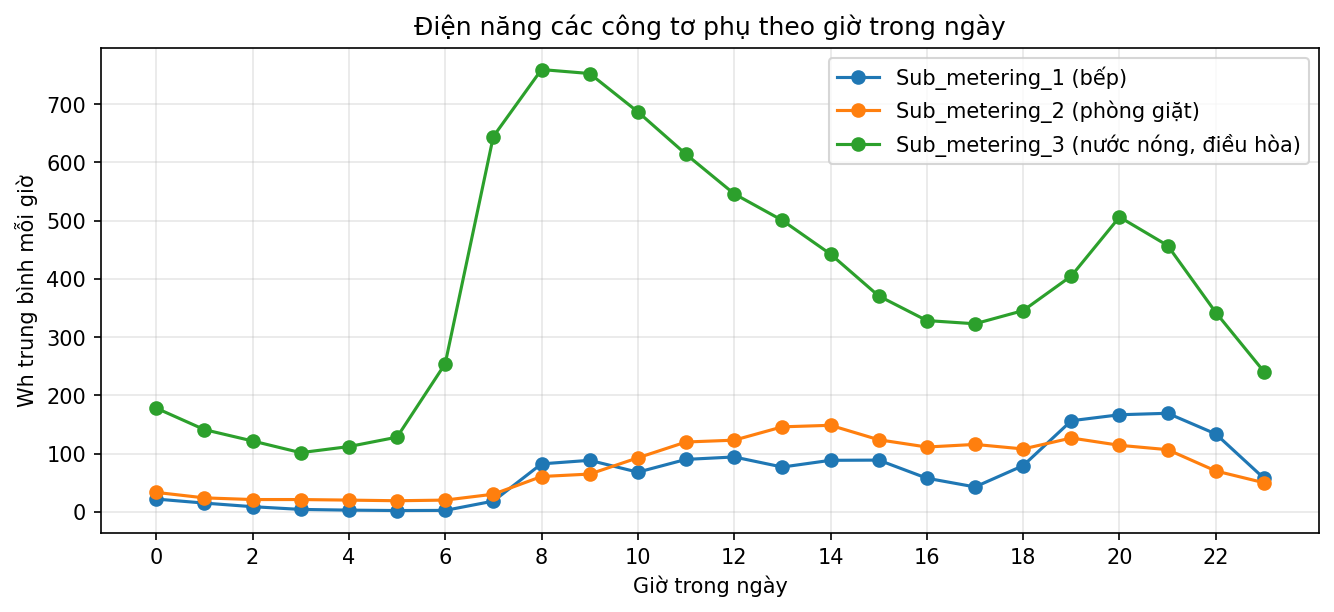 Điện năng các công tơ phụ theo giờ trong ngày
Sub_metering_1 (bếp)
Sub_metering_2 (phòng giặt)
Sub_metering_3 (nước nóng, điều hòa)
Wh trung bình mỗi giờ
700
600
500
400
300
200
100
0
0 2 4 6 8 10 12 14 16 18 20 22
Giờ trong ngày